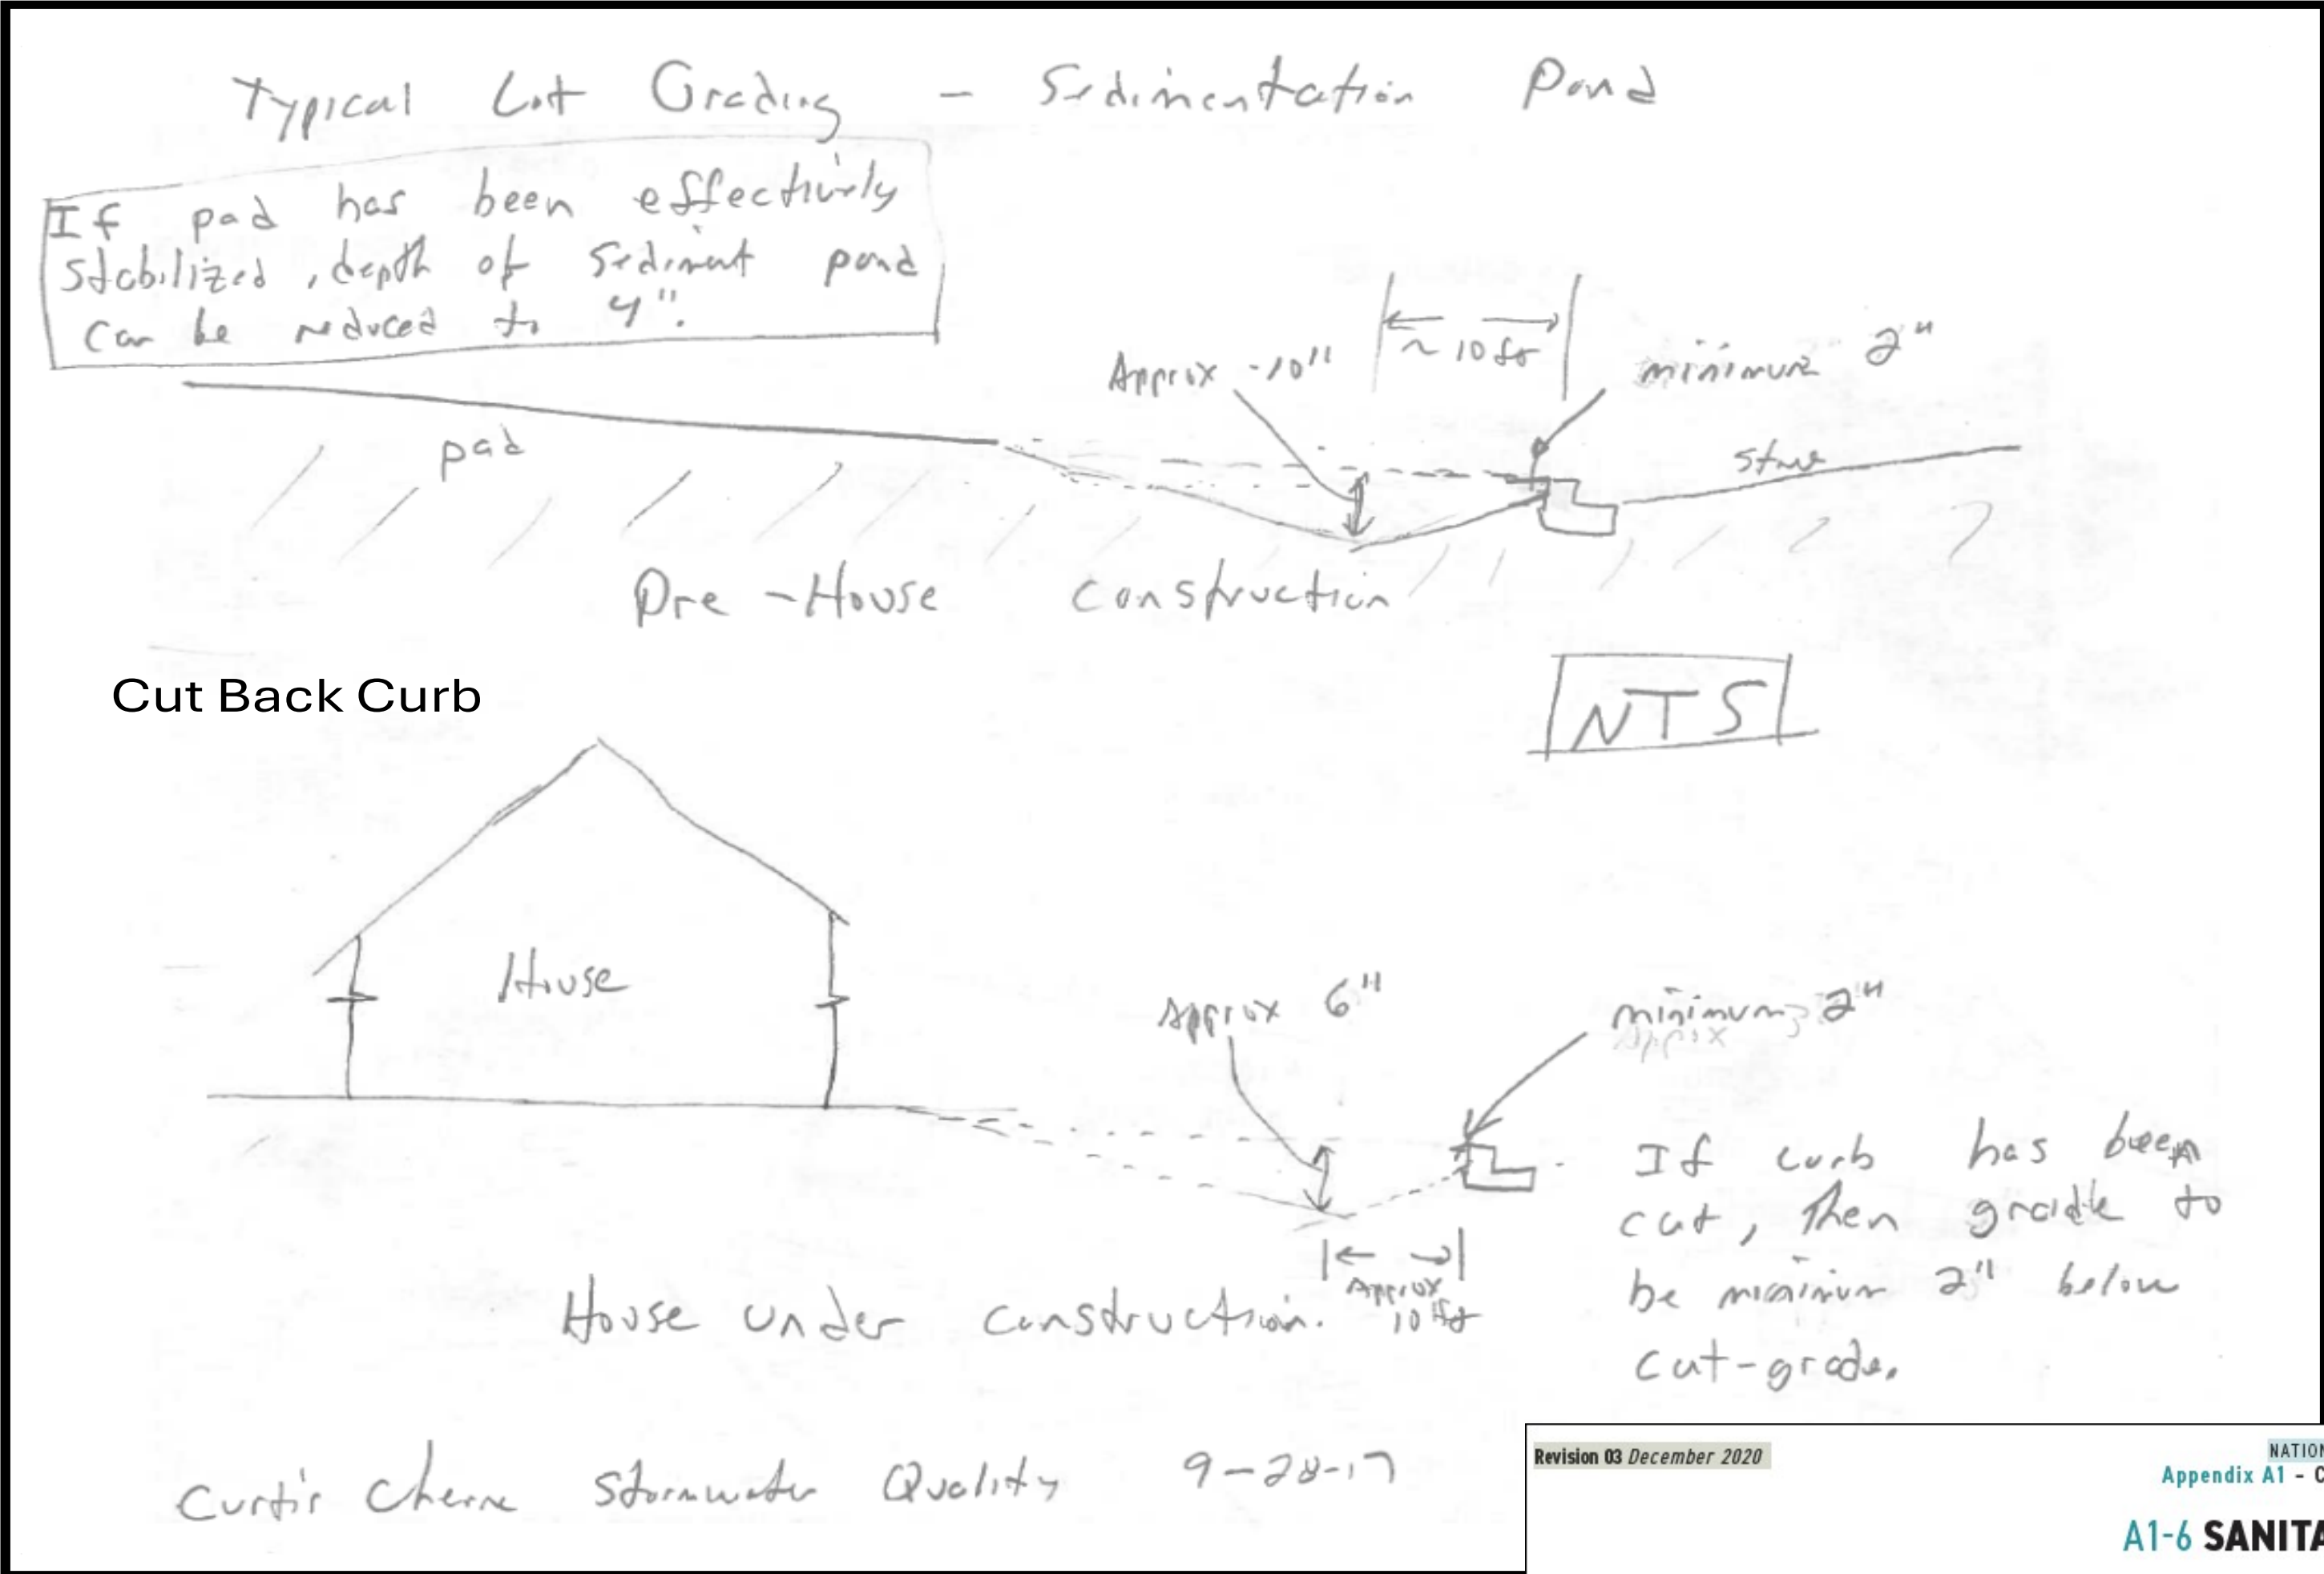 Typical Lot Grading - Sedimentation Pond
If pad has been effectively
stabilized, depth of sediment pond
can be reduced to 4".
Approx -10"
~ 10 ft
minimum 2"
pad
Pre-House Construction
Cut Back Curb
NTS
House
Approx 6"
minimum 2"
Approx
If curb has been
cut, then grade to
be minimum 2" below
cut-grade.
Approx
10 ft
House under construction.
Curtis Cherne Stormwater Quality 9-28-17
Revision 03 December 2020
NATION
Appendix A1 - C
A1-6 SANITA